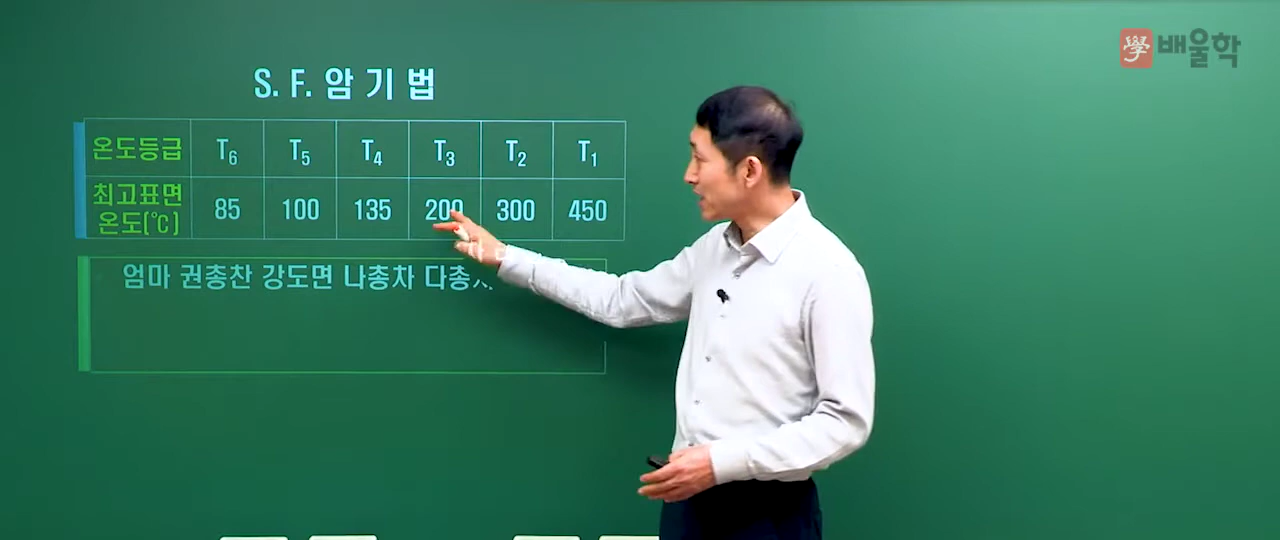 學 배울학
S. F. 암 기 법
온도등급 T6 T5 T4 T3 T2 T1
최고표면
온도(℃) 85 100 135 200 300 450
엄마 권총찬 강도면 나총차 다총